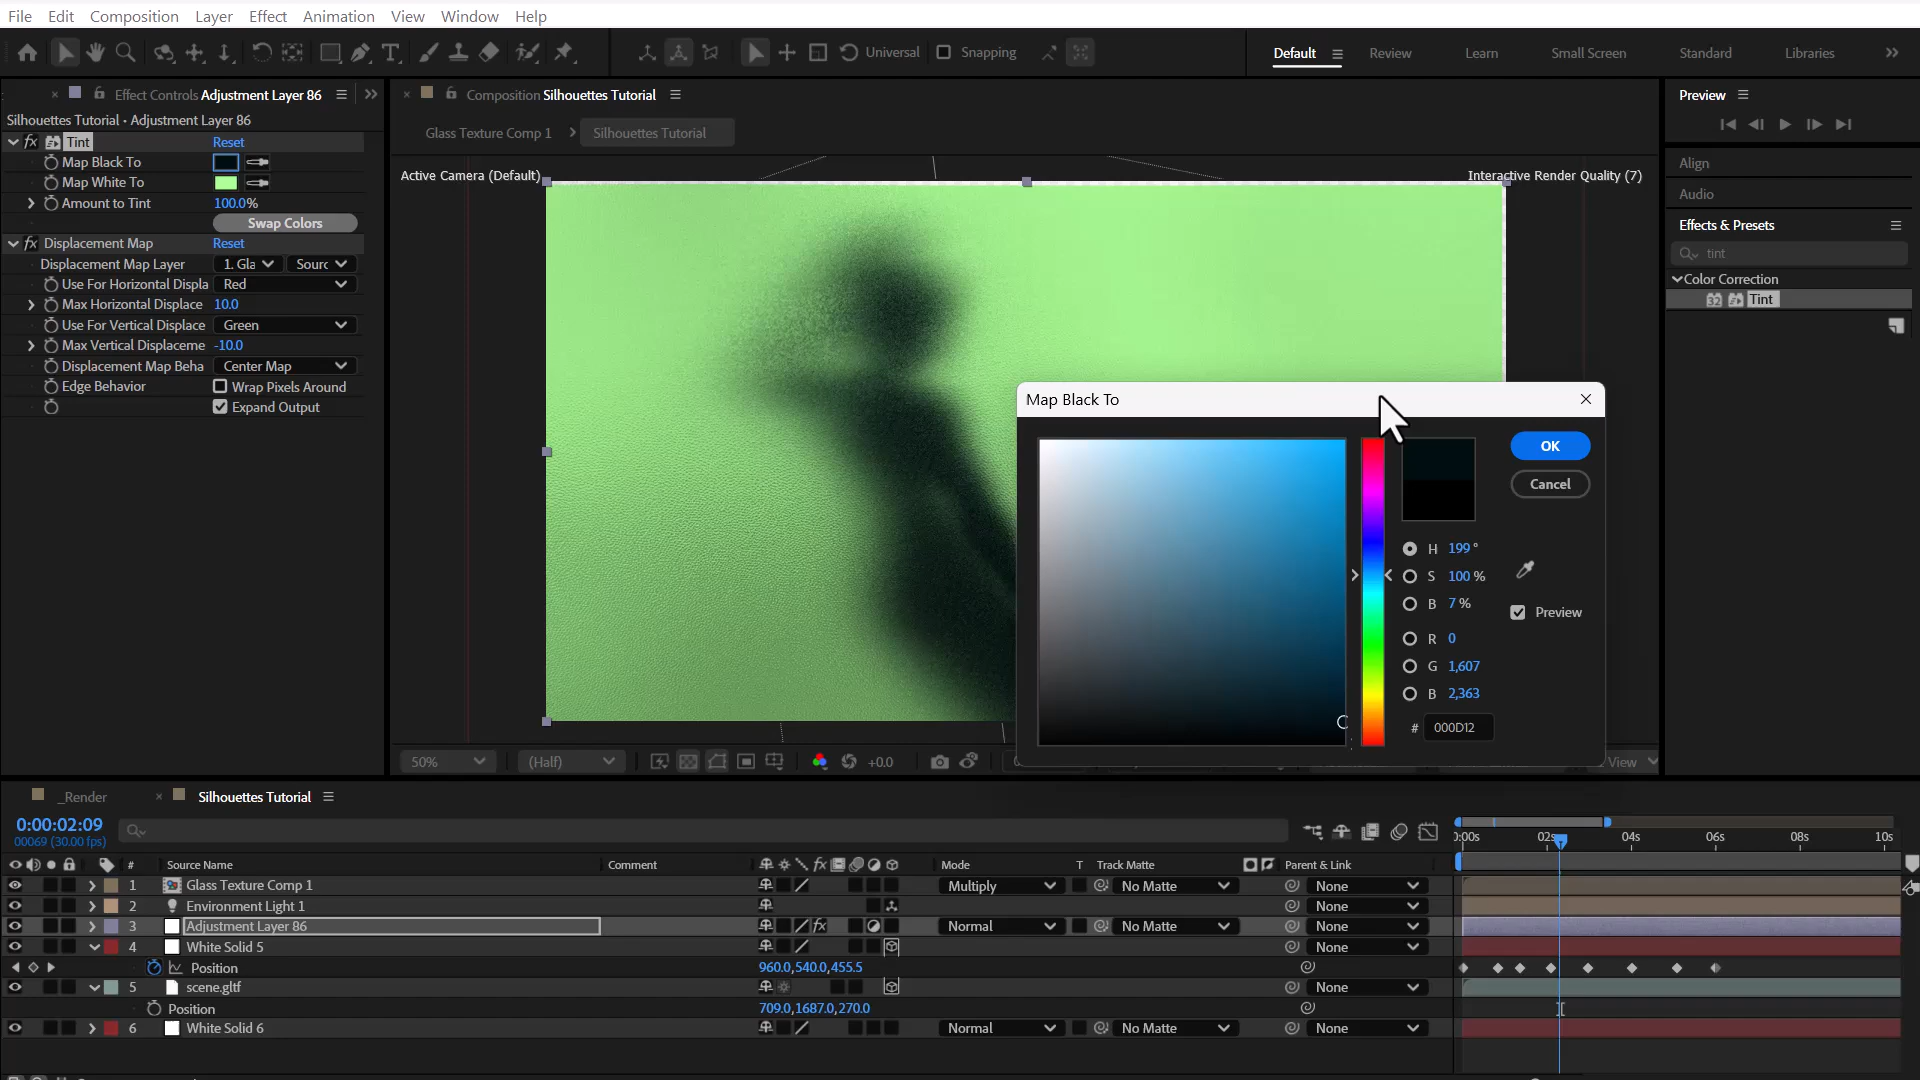 File Edit Composition Layer Effect Animation View Window Help
Universal Snapping Default Review Learn Small Screen Standard Libraries
Effect Controls Adjustment Layer 86
Composition Silhouettes Tutorial
Preview
Silhouettes Tutorial • Adjustment Layer 86
Glass Texture Comp 1 Silhouettes Tutorial
fx Tint Reset
Map Black To
Map White To
Amount to Tint 100.0%
Swap Colors
fx Displacement Map Reset
Displacement Map Layer 1. Gla Sourc
Use For Horizontal Displa Red
Max Horizontal Displace 10.0
Use For Vertical Displace Green
Max Vertical Displaceme -10.0
Displacement Map Beha Center Map
Edge Behavior Wrap Pixels Around
Expand Output
Active Camera (Default) Interactive Render Quality (7)
Align
Audio
Effects & Presets
tint
Color Correction
32 Tint
Map Black To
OK
Cancel
H 199 °
S 100 %
B 7 %
Preview
R 0
G 1,607
B 2,363
# 000D12
50% (Half) +0.0 View
_Render Silhouettes Tutorial
0:00:02:09
00069 (30.00 fps)
0:00s 02s 04s 06s 08s 10s
# Source Name Comment fx Mode T Track Matte Parent & Link
1 Glass Texture Comp 1 Multiply No Matte None
2 Environment Light 1 None
3 Adjustment Layer 86 fx Normal No Matte None
4 White Solid 5 None
Position 960.0,540.0,455.5
5 scene.gltf None
Position 709.0,1687.0,270.0
6 White Solid 6 Normal No Matte None